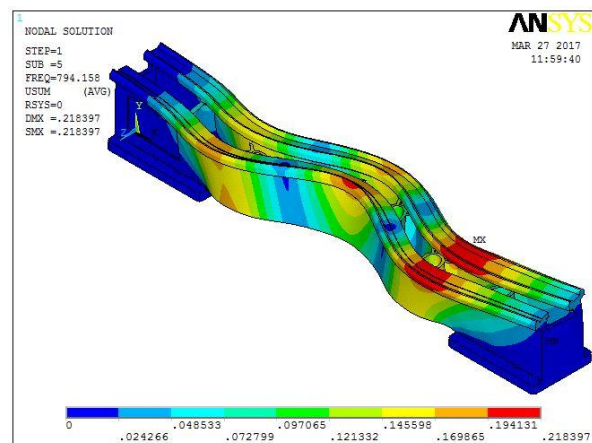 1
NODAL SOLUTION
STEP=1
SUB =5
FREQ=794.158
USUM (AVG)
RSYS=0
DMX =.218397
SMX =.218397
ANSYS
MAR 27 2017
11:59:40
Y
Z
X
MX
MN
0 .048533 .097065 .145598 .194131
.024266 .072799 .121332 .169865 .218397